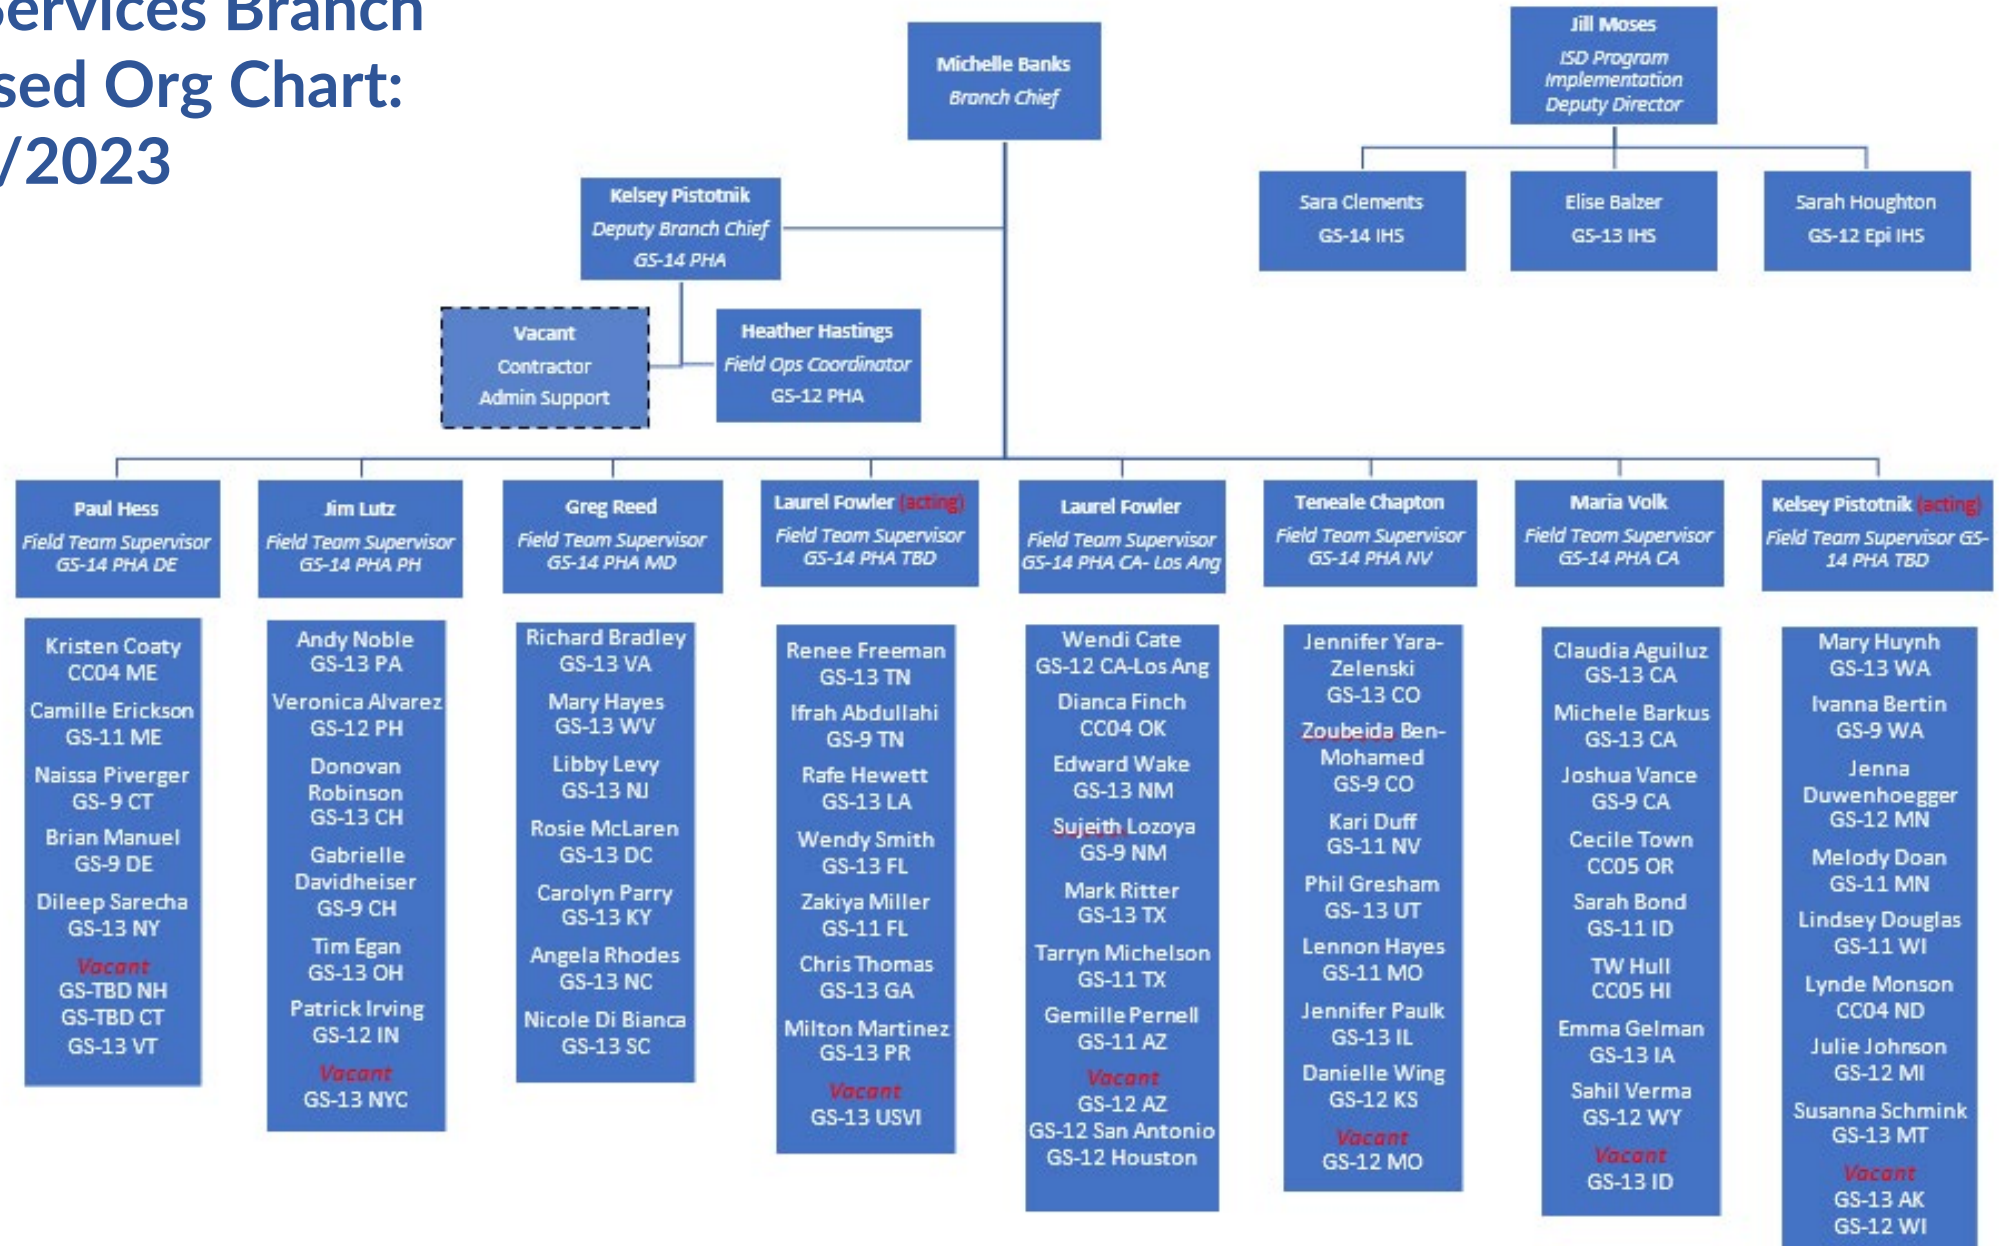 Services Branch
sed Org Chart:
/2023
Michelle Banks
Branch Chief
Jill Moses
ISD Program
Implementation
Deputy Director
Sara Clements
GS-14 IHS
Elise Balzer
GS-13 IHS
Sarah Houghton
GS-12 Epi IHS
Kelsey Pistotnik
Deputy Branch Chief
GS-14 PHA
Vacant
Contractor
Admin Support
Heather Hastings
Field Ops Coordinator
GS-12 PHA
Paul Hess
Field Team Supervisor
GS-14 PHA DE
Kristen Coaty
CC04 ME
Camille Erickson
GS-11 ME
Naissa Piverger
GS- 9 CT
Brian Manuel
GS-9 DE
Dileep Sarecha
GS-13 NY
Vacant
GS-TBD NH
GS-TBD CT
GS-13 VT
Jim Lutz
Field Team Supervisor
GS-14 PHA PH
Andy Noble
GS-13 PA
Veronica Alvarez
GS-12 PH
Donovan
Robinson
GS-13 CH
Gabrielle
Davidheiser
GS-9 CH
Tim Egan
GS-13 OH
Patrick Irving
GS-12 IN
Vacant
GS-13 NYC
Greg Reed
Field Team Supervisor
GS-14 PHA MD
Richard Bradley
GS-13 VA
Mary Hayes
GS-13 WV
Libby Levy
GS-13 NJ
Rosie McLaren
GS-13 DC
Carolyn Parry
GS-13 KY
Angela Rhodes
GS-13 NC
Nicole Di Bianca
GS-13 SC
Laurel Fowler (acting)
Field Team Supervisor
GS-14 PHA TBD
Renee Freeman
GS-13 TN
Ifrah Abdullahi
GS-9 TN
Rafe Hewett
GS-13 LA
Wendy Smith
GS-13 FL
Zakiya Miller
GS-11 FL
Chris Thomas
GS-13 GA
Milton Martinez
GS-13 PR
Vacant
GS-13 USVI
Laurel Fowler
Field Team Supervisor
GS-14 PHA CA- Los Ang
Wendi Cate
GS-12 CA-Los Ang
Dianca Finch
CC04 OK
Edward Wake
GS-13 NM
Sujeith Lozoya
GS-9 NM
Mark Ritter
GS-13 TX
Tarryn Michelson
GS-11 TX
Gemille Pernell
GS-11 AZ
Vacant
GS-12 AZ
GS-12 San Antonio
GS-12 Houston
Teneale Chapton
Field Team Supervisor
GS-14 PHA NV
Jennifer Yara-
Zelenski
GS-13 CO
Zoubeida Ben-
Mohamed
GS-9 CO
Kari Duff
GS-11 NV
Phil Gresham
GS- 13 UT
Lennon Hayes
GS-11 MO
Jennifer Paulk
GS-13 IL
Danielle Wing
GS-12 KS
Vacant
GS-12 MO
Maria Volk
Field Team Supervisor
GS-14 PHA CA
Claudia Aguiluz
GS-13 CA
Michele Barkus
GS-13 CA
Joshua Vance
GS-9 CA
Cecile Town
CC05 OR
Sarah Bond
GS-11 ID
TW Hull
CC05 HI
Emma Gelman
GS-13 IA
Sahil Verma
GS-12 WY
Vacant
GS-13 ID
Kelsey Pistotnik (acting)
Field Team Supervisor GS-
14 PHA TBD
Mary Huynh
GS-13 WA
Ivanna Bertin
GS-9 WA
Jenna
Duwenhoegger
GS-12 MN
Melody Doan
GS-11 MN
Lindsey Douglas
GS-11 WI
Lynde Monson
CC04 ND
Julie Johnson
GS-12 MI
Susanna Schmink
GS-13 MT
Vacant
GS-13 AK
GS-12 WI